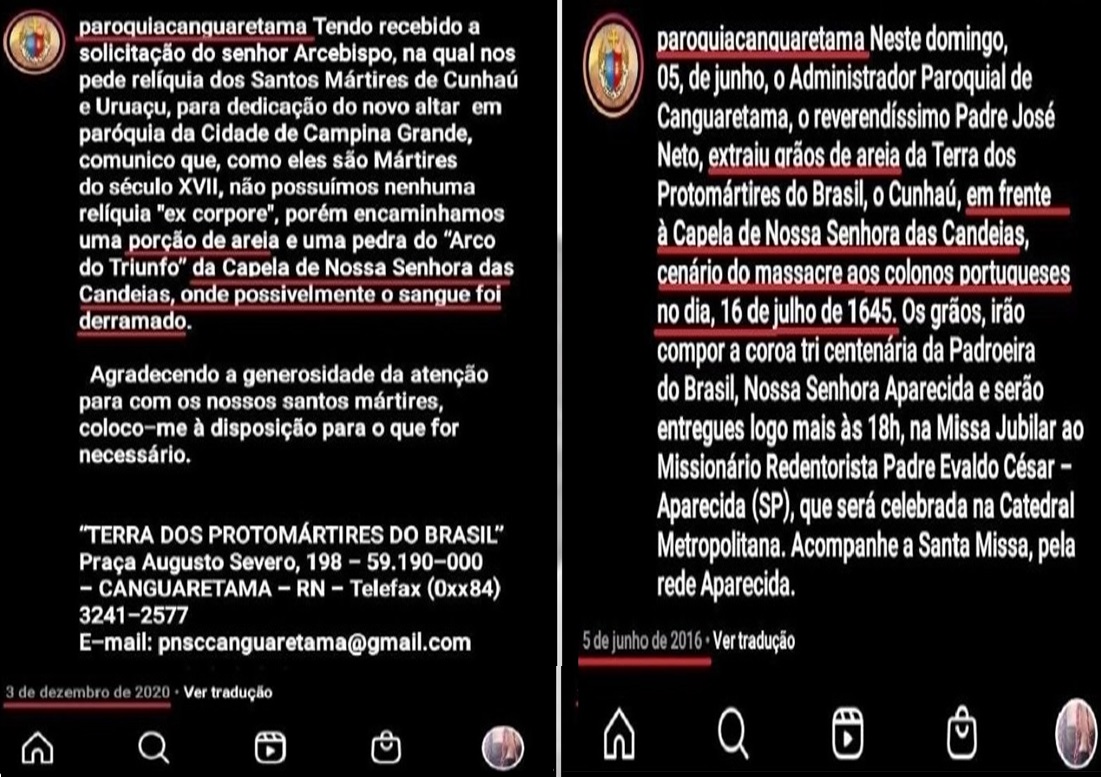 paroquiacanguaretama Tendo recebido a
solicitação do senhor Arcebispo, na qual nos
pede relíquia dos Santos Mártires de Cunhaú
e Uruaçu, para dedicação do novo altar em
paróquia da Cidade de Campina Grande,
comunico que, como eles são Mártires
do século XVII, não possuímos nenhuma
relíquia "ex corpore", porém encaminhamos
uma porção de areia e uma pedra do “Arco
do Triunfo” da Capela de Nossa Senhora das
Candeias, onde possivelmente o sangue foi
derramado.
Agradecendo a generosidade da atenção
para com os nossos santos mártires,
coloco-me à disposição para o que for
necessário.
“TERRA DOS PROTOMÁRTIRES DO BRASIL”
Praça Augusto Severo, 198 – 59.190-000
– CANGUARETAMA – RN – Telefax (0xx84)
3241-2577
E-mail: pnsccanguaretama@gmail.com
3 de dezembro de 2020 · Ver tradução
paroquiacanguaretama Neste domingo,
05, de junho, o Administrador Paroquial de
Canguaretama, o reverendíssimo Padre José
Neto, extraiu grãos de areia da Terra dos
Protomártires do Brasil, o Cunhaú, em frente
à Capela de Nossa Senhora das Candeias,
cenário do massacre aos colonos portugueses
no dia, 16 de julho de 1645. Os grãos, irão
compor a coroa tri centenária da Padroeira
do Brasil, Nossa Senhora Aparecida e serão
entregues logo mais às 18h, na Missa Jubilar ao
Missionário Redentorista Padre Evaldo César –
Aparecida (SP), que será celebrada na Catedral
Metropolitana. Acompanhe a Santa Missa, pela
rede Aparecida.
5 de junho de 2016 · Ver tradução